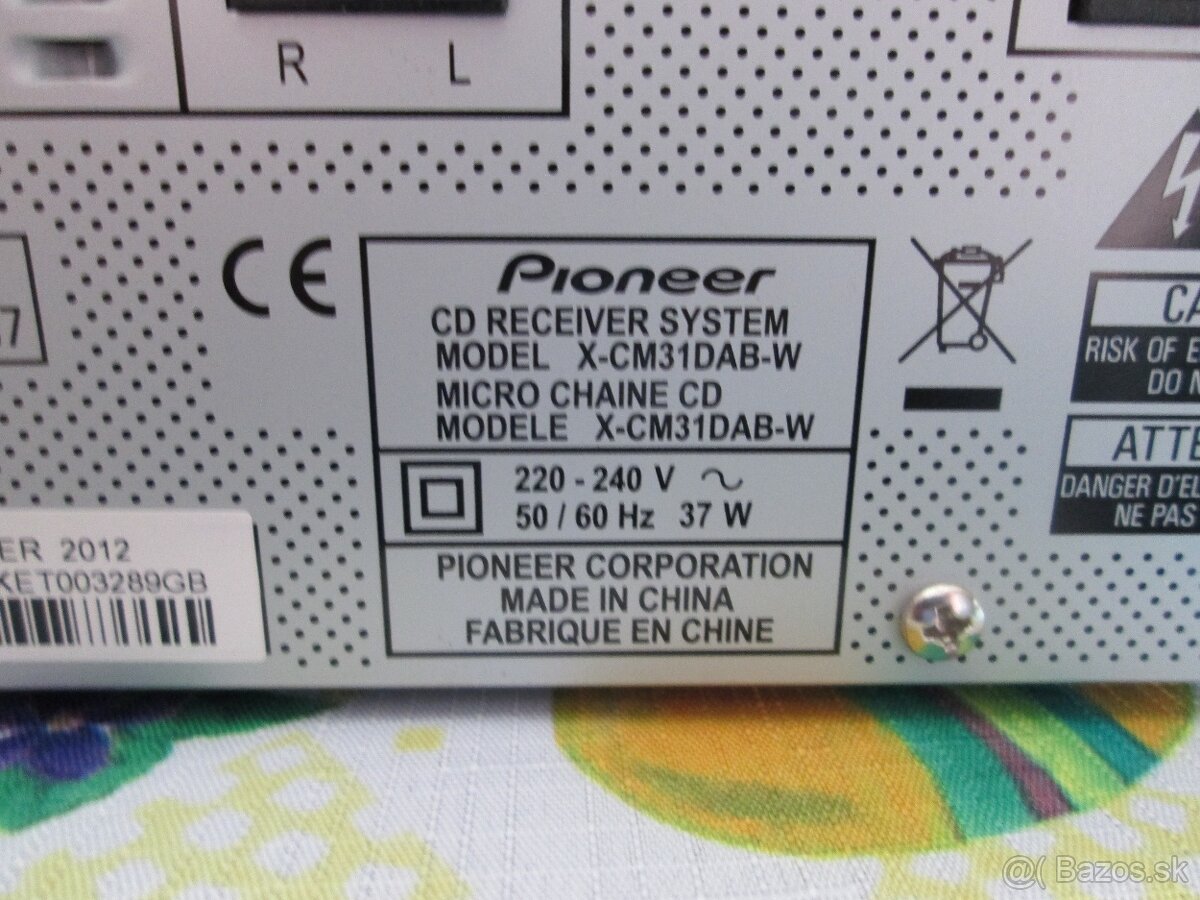 R L
CE
7
Pioneer
CD RECEIVER SYSTEM
MODEL X-CM31DAB-W
MICRO CHAINE CD
MODELE X-CM31DAB-W
220 - 240 V ~
50 / 60 Hz 37 W
PIONEER CORPORATION
MADE IN CHINA
FABRIQUE EN CHINE
ER 2012
KET003289GB
CA
RISK OF E
DO N
ATTE
DANGER D'EL
NE PAS
@( Bazos.sk